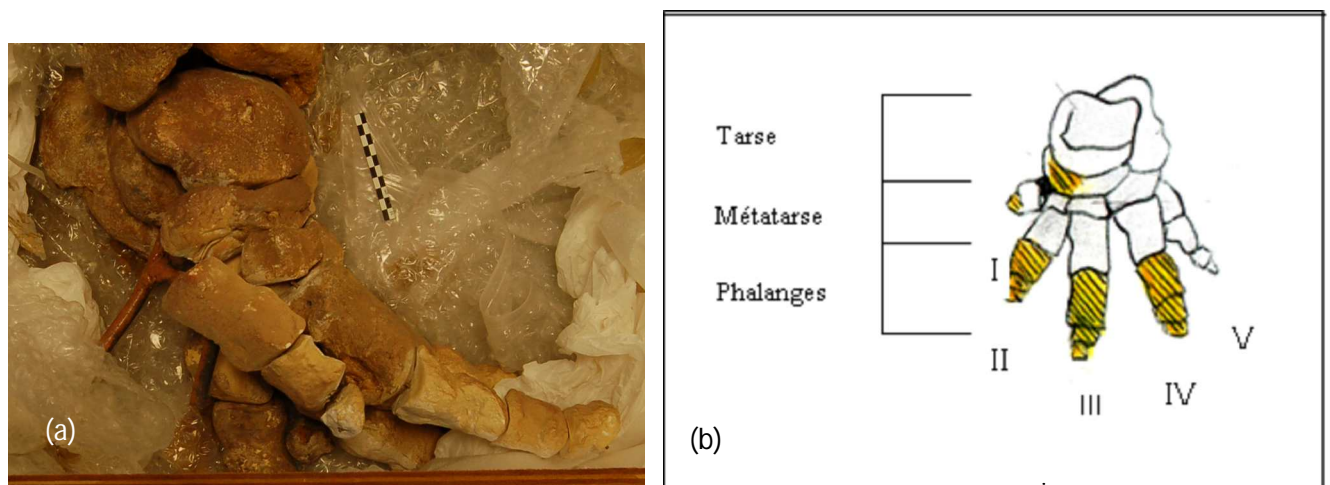 (a)
Tarse
Métatarse
Phalanges
I
II
III
IV
V
(b)